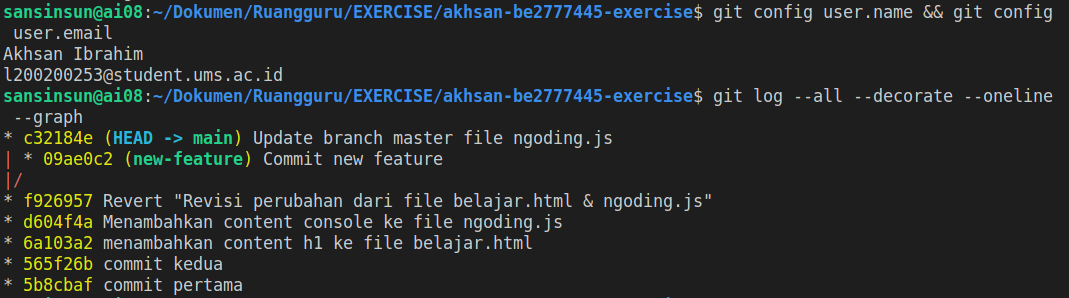 sansinsun@ai08:~/Dokumen/Ruangguru/EXERCISE/akhsan-be2777445-exercise$ git config user.name && git config
user.email
Akhsan Ibrahim
l200200253@student.ums.ac.id
sansinsun@ai08:~/Dokumen/Ruangguru/EXERCISE/akhsan-be2777445-exercise$ git log --all --decorate --oneline
--graph
* c32184e (HEAD -> main) Update branch master file ngoding.js
| * 09ae0c2 (new-feature) Commit new feature
|/
* f926957 Revert "Revisi perubahan dari file belajar.html & ngoding.js"
* d604f4a Menambahkan content console ke file ngoding.js
* 6a103a2 menambahkan content h1 ke file belajar.html
* 565f26b commit kedua
* 5b8cbaf commit pertama